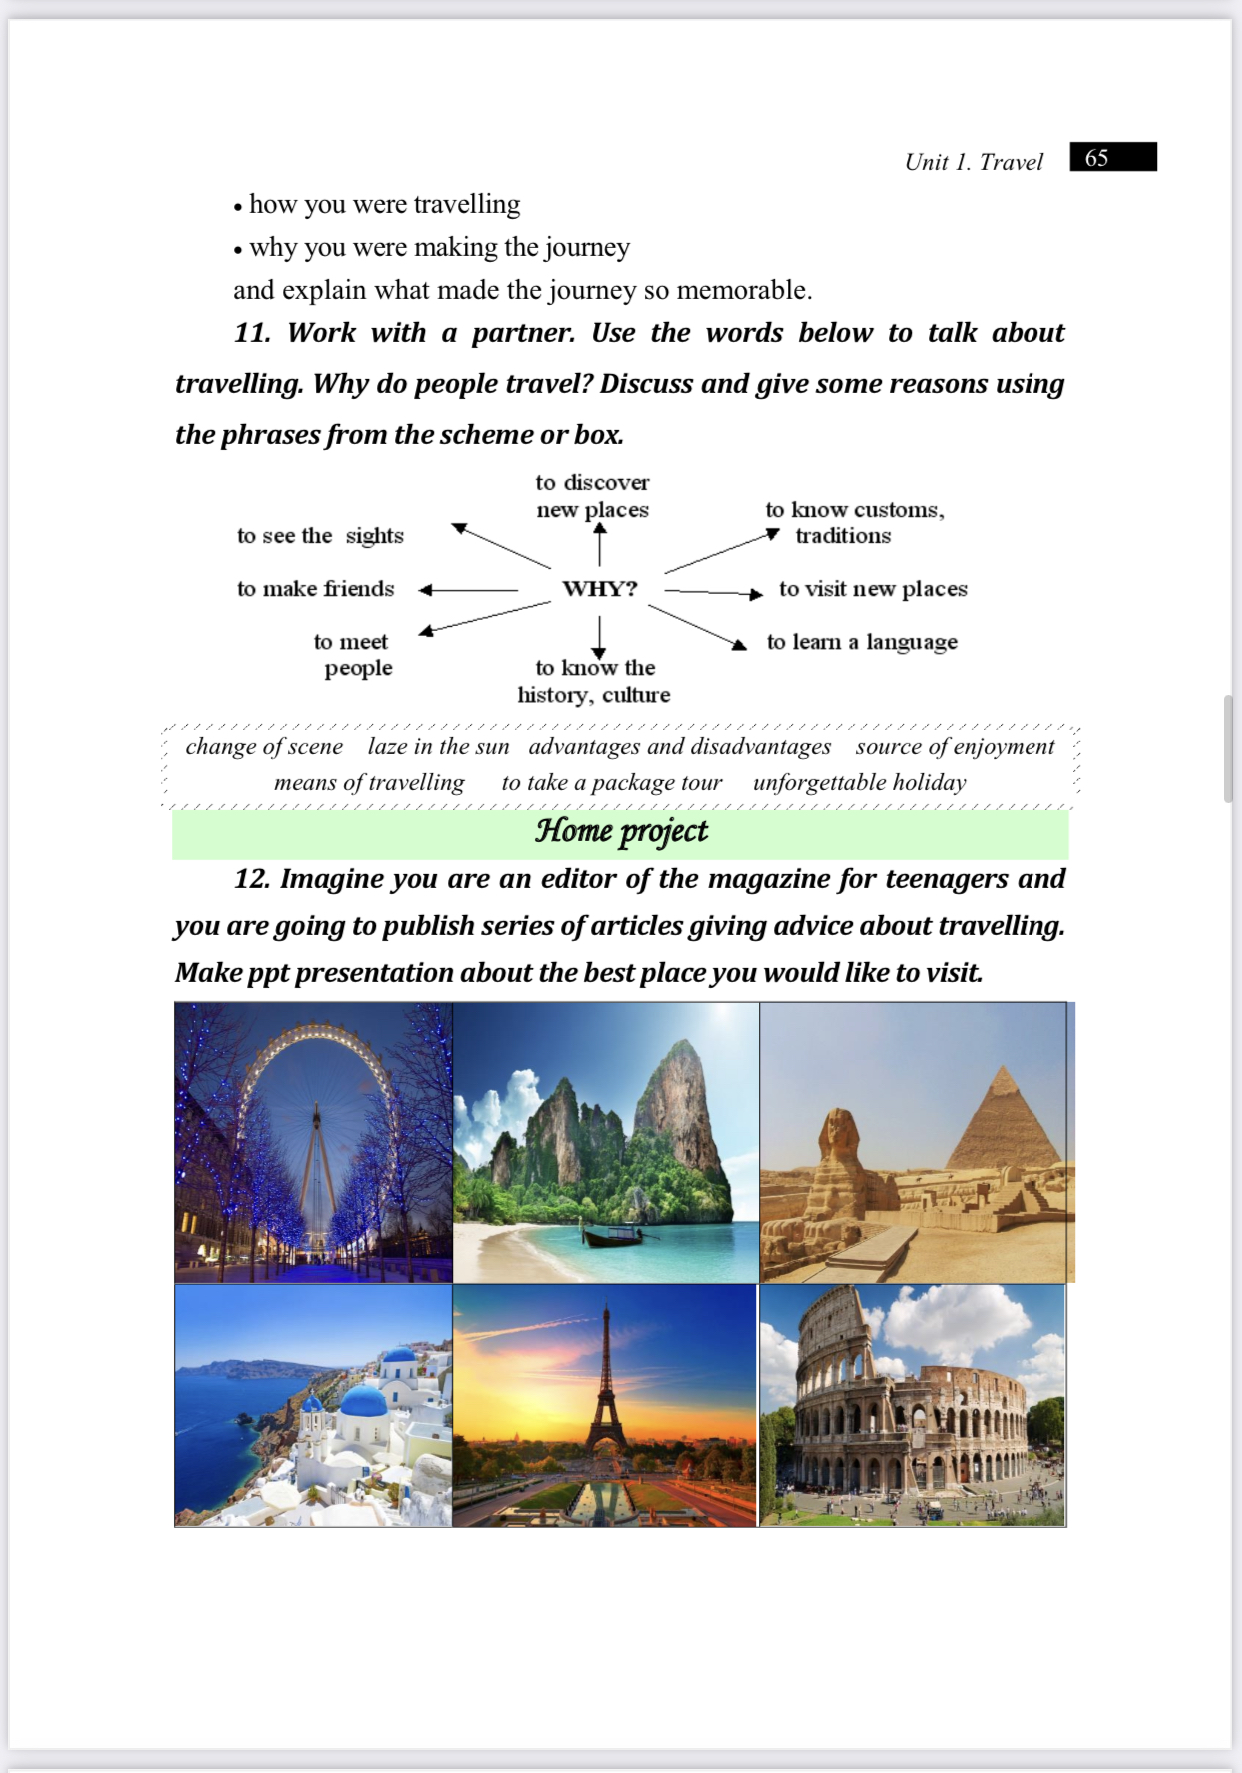 Unit 1. Travel 65
• how you were travelling
• why you were making the journey
and explain what made the journey so memorable.
11. Work with a partner. Use the words below to talk about
travelling. Why do people travel? Discuss and give some reasons using
the phrases from the scheme or box.
to discover
new places
to know customs,
traditions
to see the sights
to make friends
WHY?
to visit new places
to meet
people
to learn a language
to know the
history, culture
change of scene laze in the sun advantages and disadvantages source of enjoyment
means of travelling to take a package tour unforgettable holiday
Home project
12. Imagine you are an editor of the magazine for teenagers and
you are going to publish series of articles giving advice about travelling.
Make ppt presentation about the best place you would like to visit.